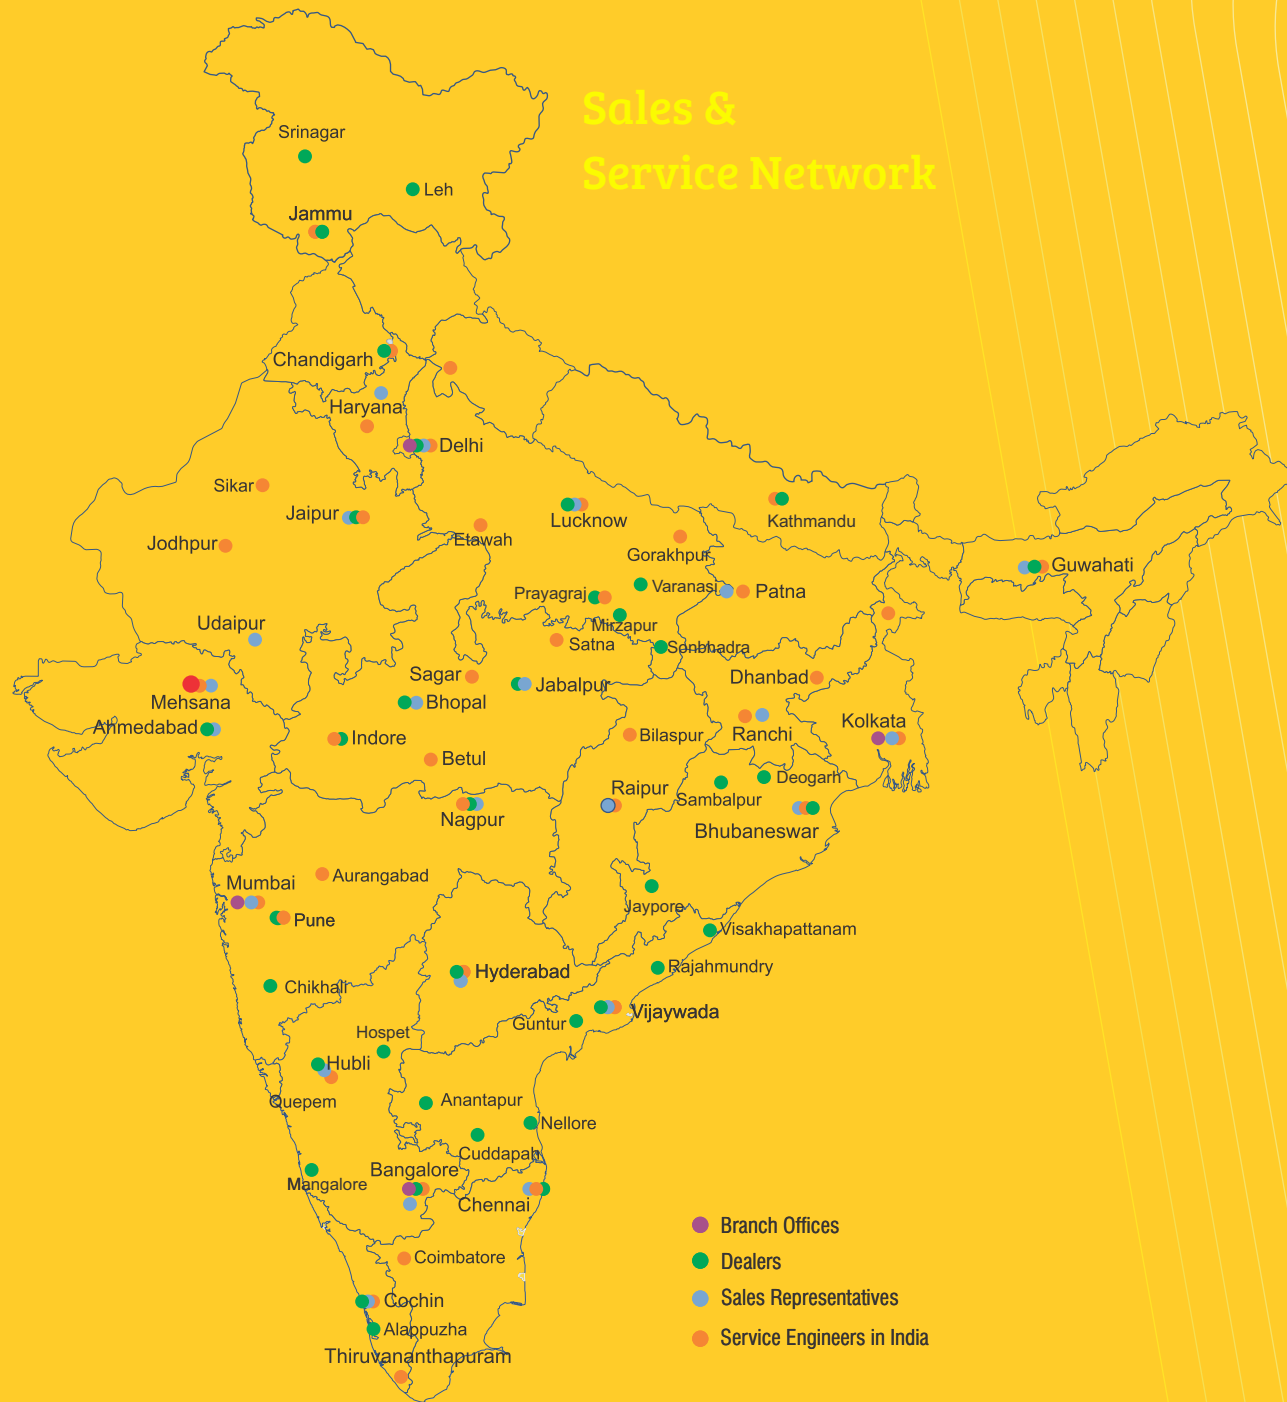 Sales &
Service Network
Srinagar
Leh
Jammu
Chandigarh
Haryana
Delhi
Sikar
Jaipur
Lucknow
Kathmandu
Etawah
Jodhpur
Gorakhpur
Guwahati
Prayagraj
Varanasi
Patna
Udaipur
Mirzapur
Satna
Sonbhadra
Sagar
Dhanbad
Mehsana
Bhopal
Jabalpur
Ahmedabad
Kolkata
Indore
Bilaspur
Ranchi
Betul
Deogarh
Raipur
Sambalpur
Nagpur
Bhubaneswar
Aurangabad
Mumbai
Jaypore
Pune
Visakhapattanam
Rajahmundry
Hyderabad
Chikhali
Vijaywada
Guntur
Hospet
Hubli
Quepem
Anantapur
Nellore
Cuddapah
Bangalore
Mangalore
Chennai
Branch Offices
Coimbatore
Dealers
Cochin
Sales Representatives
Alappuzha
Service Engineers in India
Thiruvananthapuram